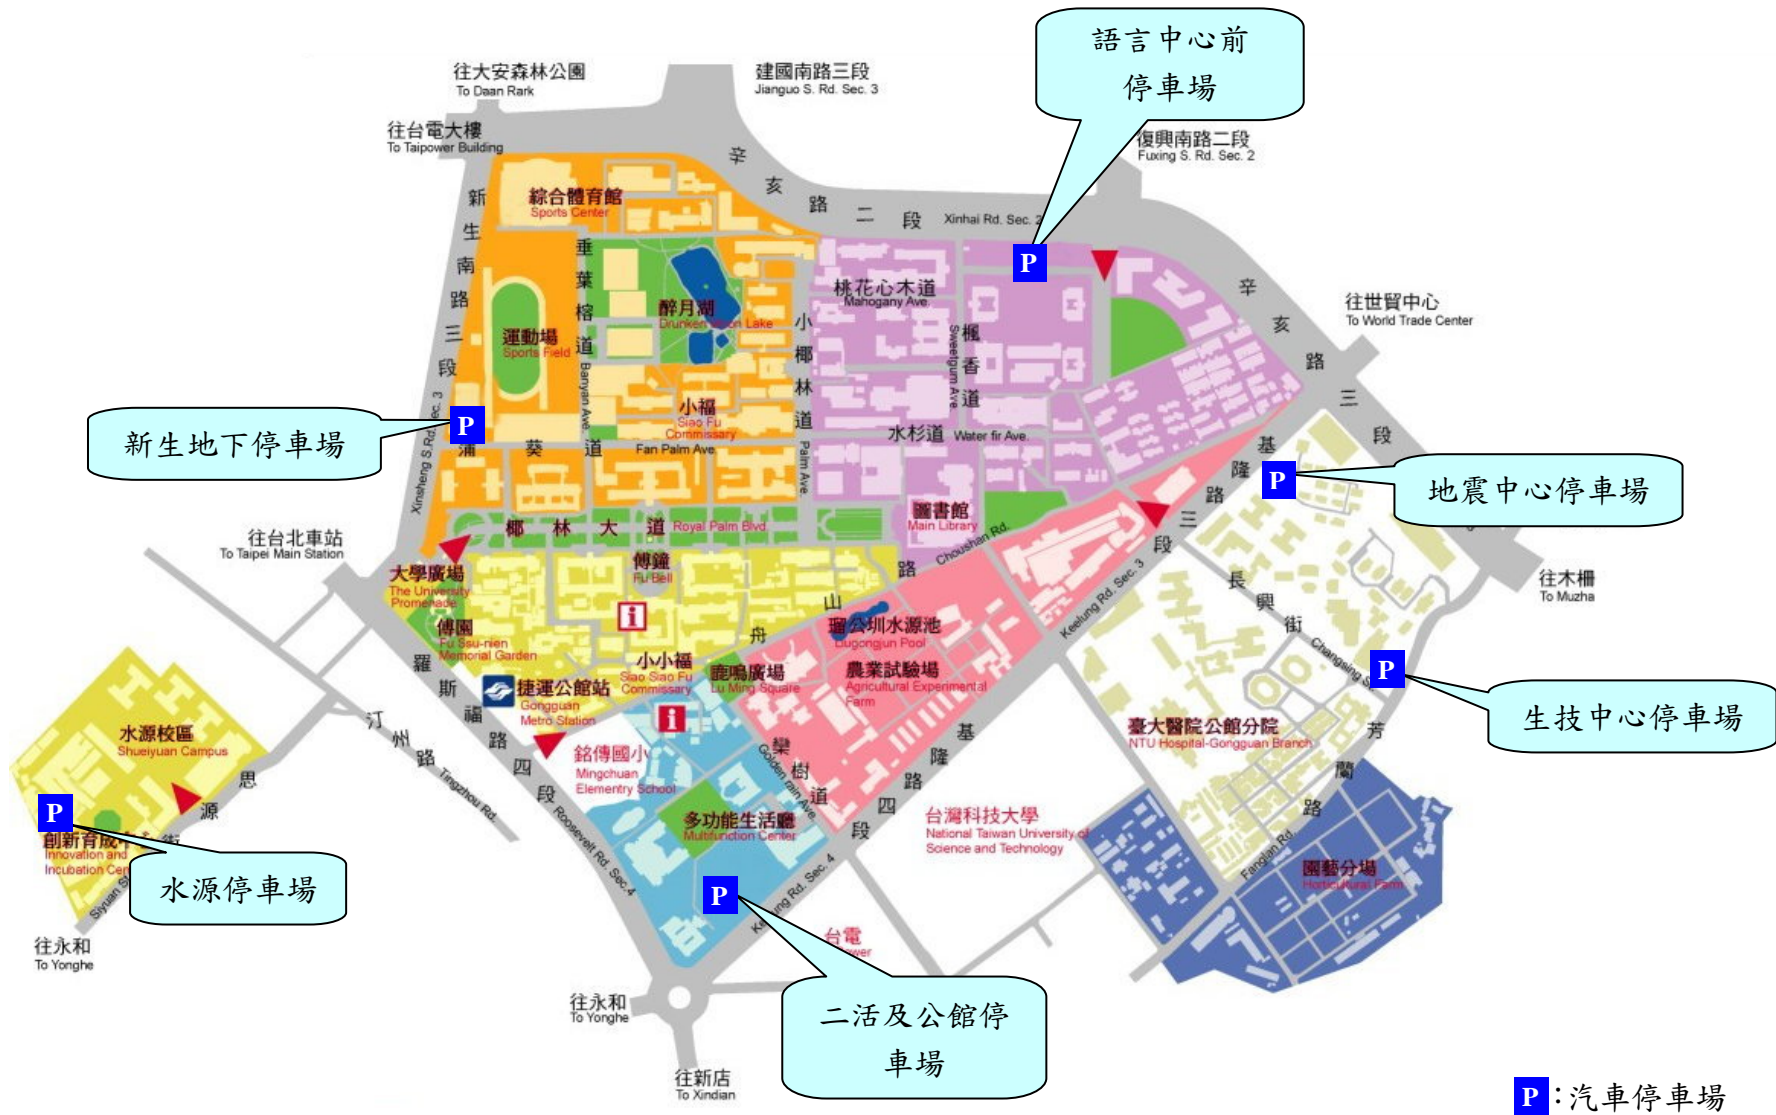 語言中心前
停車場
往大安森林公園
To Daan Rark
建國南路三段
Jianguo S. Rd. Sec. 3
往台電大樓
To Taipower Building
復興南路二段
Fuxing S. Rd. Sec. 2
辛亥路二段
Xinhai Rd. Sec. 2
新生南路三段
Xinsheng S. Rd. Sec. 3
綜合體育館
Sports Center
垂葉榕道
Banyan Ave.
醉月湖
Drunken Moon Lake
運動場
Sports Field
小椰林道
Palm Ave.
桃花心木道
Mahogany Ave.
楓香道
Sweetgum Ave.
P
辛亥路三段
往世貿中心
To World Trade Center
新生地下停車場
P
小福
Siao Fu
Commissary
蒲葵道
Fan Palm Ave.
水杉道 Water fir Ave.
基隆路三段
Keelung Rd. Sec. 3
P
地震中心停車場
圖書館
Main Library
椰林大道 Royal Palm Blvd.
往台北車站
To Taipei Main Station
大學廣場
The University
Promenade
傅鐘
Fu Bell
舟山路
Choushan Rd.
往木柵
To Muzha
長興街
Changsing
傅園
Fu Ssu-nien
Memorial Garden
i
瑠公圳水源池
Liugongjun Pool
小小福
Siao Siao Fu
Commissary
鹿鳴廣場
Lu Ming Square
農業試驗場
Agricultural Experimental
Farm
P
生技中心停車場
羅斯福路四段
Roosevelt Rd. Sec.4
捷運公館站
Gongguan
Metro Station
i
水源校區
Shueiyuan Campus
汀州路
Tingzhou Rd.
銘傳國小
Mingchuan
Elementry School
欒樹道
Golden rain Ave.
臺大醫院公館分院
NTU Hospital-Gongguan Branch
芳蘭路
Fanglan Rd.
思源街
Siyuan St.
P
創新育成中心
Innovation and
Incubation
水源停車場
多功能生活廳
Multifunction Center
基隆路四段
Keelung Rd. Sec. 4
台灣科技大學
National Taiwan University of
Science and Technology
園藝分場
Horticultural Farm
P
台電
往永和
To Yonghe
往永和
To Yonghe
二活及公館停
車場
往新店
To Xindian
P:汽車停車場